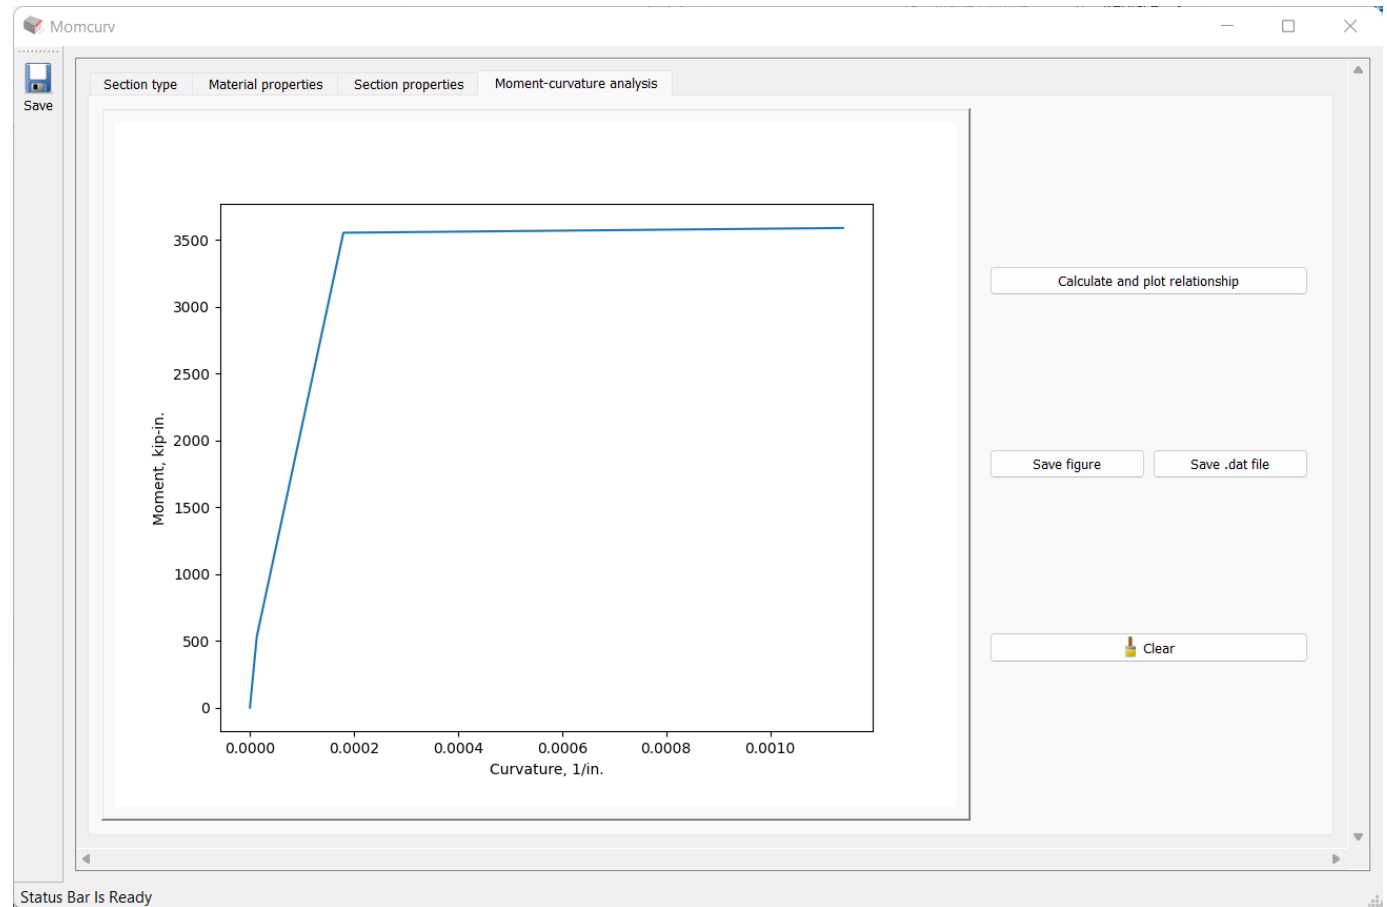 Momcurv
Save
Section type
Material properties
Section properties
Moment-curvature analysis
3500
3000
2500
2000
1500
1000
500
0
Moment, kip-in.
0.0000 0.0002 0.0004 0.0006 0.0008 0.0010
Curvature, 1/in.
Calculate and plot relationship
Save figure
Save .dat file
Clear
Status Bar Is Ready